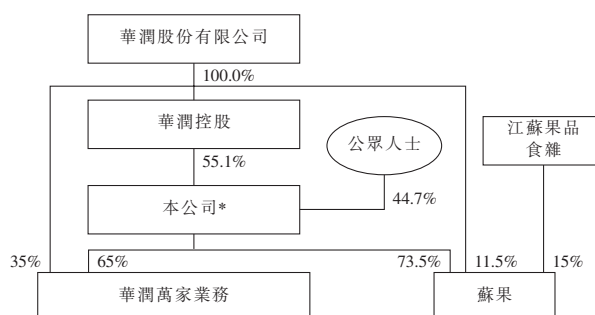 華潤股份有限公司
100.0%
華潤控股
公眾人士
江蘇果品
食雜
55.1%
本公司*
44.7%
35%
65%
73.5%
11.5%
15%
華潤萬家業務
蘇果